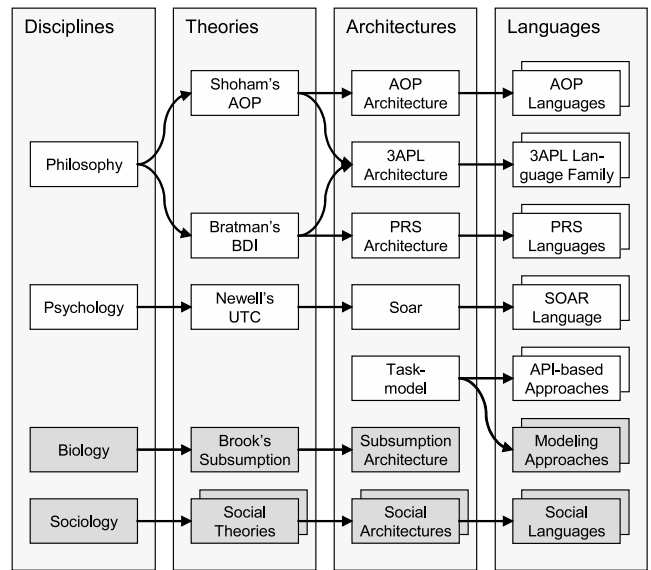 Disciplines
Theories
Architectures
Languages
Shoham's
AOP
AOP
Architecture
AOP
Languages
Philosophy
3APL
Architecture
3APL Lan-
guage Family
Bratman's
BDI
PRS
Architecture
PRS
Languages
Psychology
Newell's
UTC
Soar
SOAR
Language
Task-
model
API-based
Approaches
Biology
Brook's
Subsumption
Subsumption
Architecture
Modeling
Approaches
Sociology
Social
Theories
Social
Architectures
Social
Languages